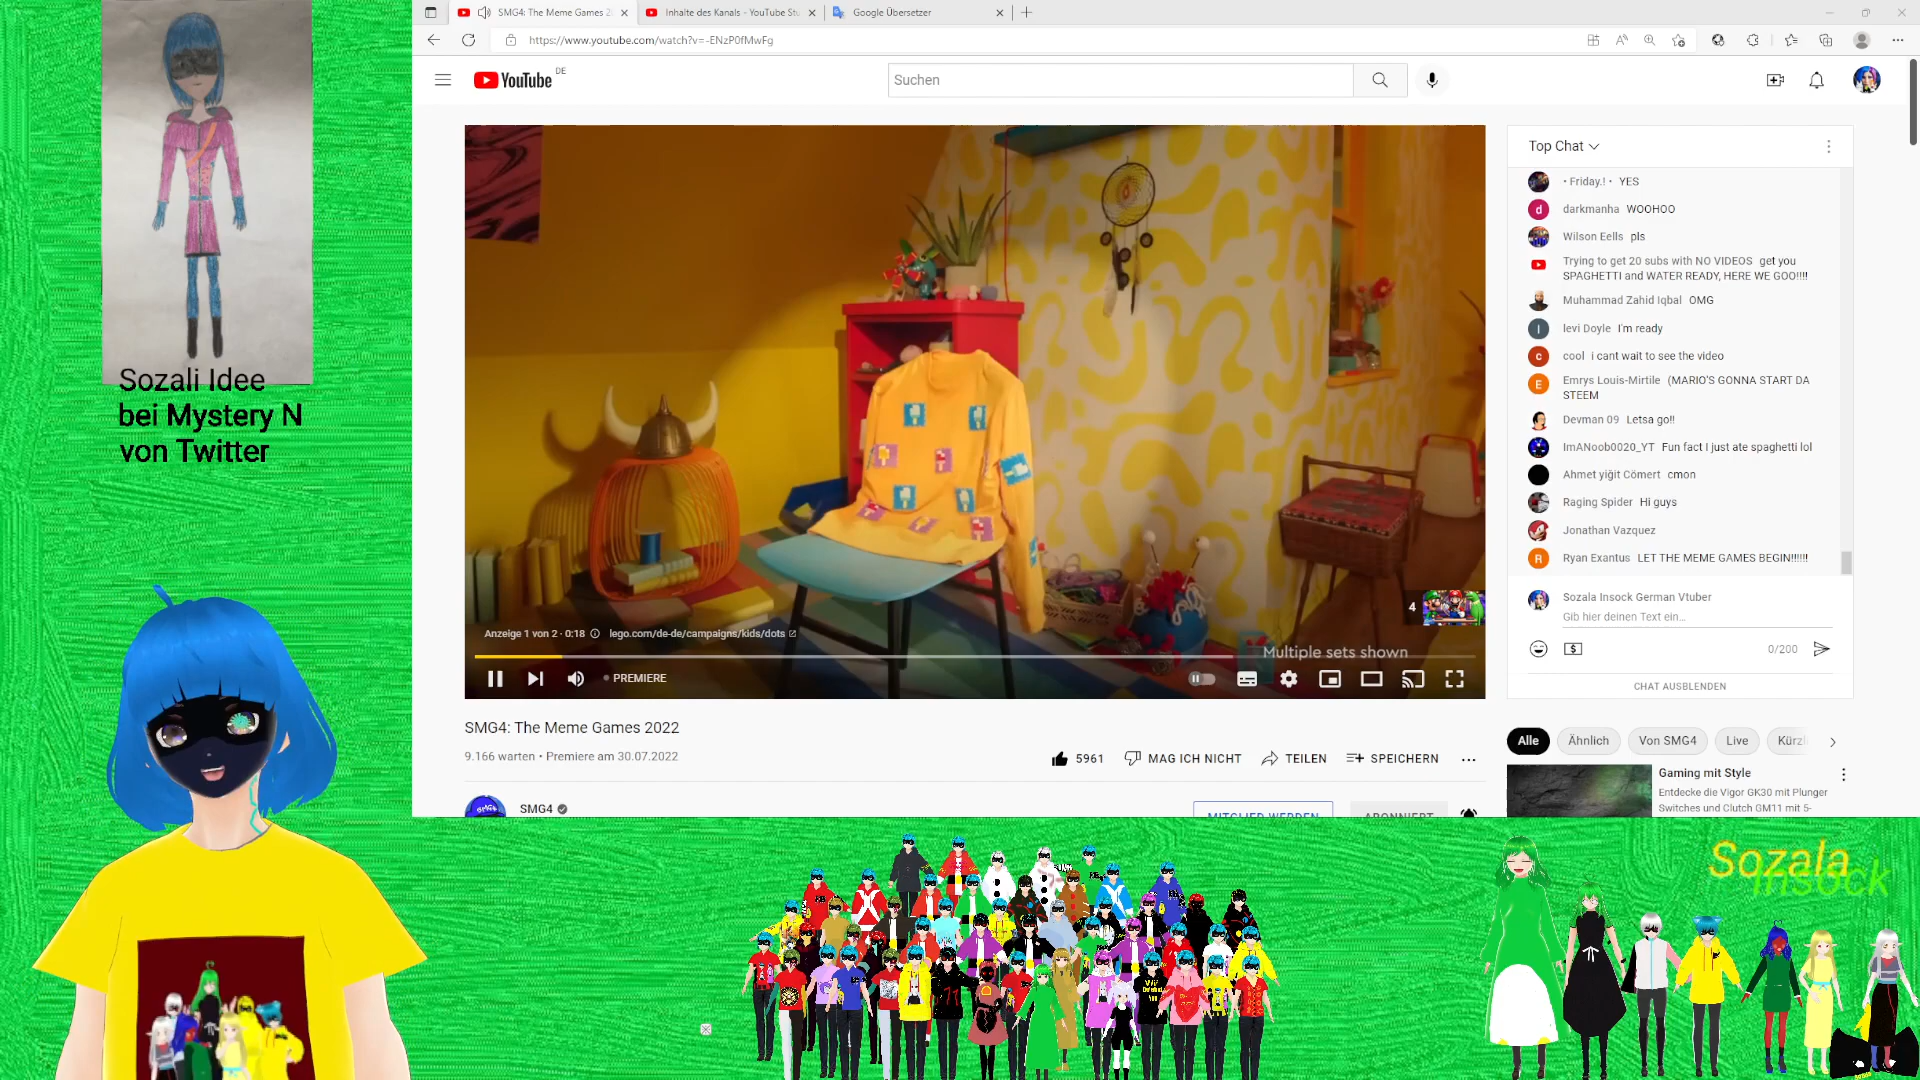 Sozali Idee
bei Mystery N
von Twitter
SMG4: The Meme Games 2
Inhalte des Kanals - YouTube Stu
Google Übersetzer
https://www.youtube.com/watch?v=-ENzP0fMwFg
YouTube DE
Suchen
Anzeige 1 von 2 · 0:18
lego.com/de-de/campaigns/kids/dots
Multiple sets shown
4
PREMIERE
SMG4: The Meme Games 2022
9.166 warten • Premiere am 30.07.2022
5961
MAG ICH NICHT
TEILEN
SPEICHERN
SMG4
MITGLIED WERDEN
ABONNIERT
Top Chat
• Friday.! • YES
darkmanha WOOHOO
Wilson Eells pls
Trying to get 20 subs with NO VIDEOS get you
SPAGHETTI and WATER READY, HERE WE GOO!!!!
Muhammad Zahid Iqbal OMG
levi Doyle I'm ready
cool i cant wait to see the video
Emrys Louis-Mirtile (MARIO'S GONNA START DA
STEEM
Devman 09 Letsa go!!
ImANoob0020_YT Fun fact I just ate spaghetti lol
Ahmet yiğit Cömert cmon
Raging Spider Hi guys
Jonathan Vazquez
Ryan Exantus LET THE MEME GAMES BEGIN!!!!!!
Sozala Insock German Vtuber
Gib hier deinen Text ein...
0/200
CHAT AUSBLENDEN
Alle
Ähnlich
Von SMG4
Live
Kürzl
Gaming mit Style
Entdecke die Vigor GK30 mit Plunger
Switches und Clutch GM11 mit 5-
Sozala
Insock